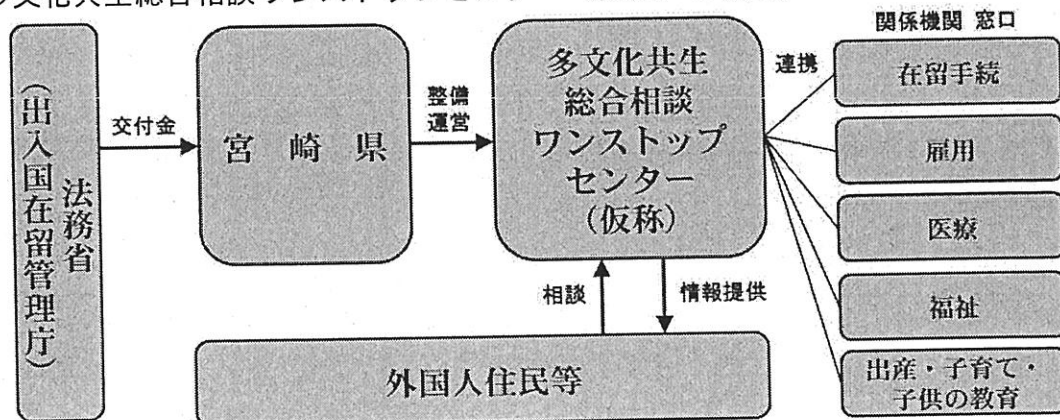 関係機関 窓口
法務省
(出入国在留管理庁)
交付金
宮崎県
整備
運営
多文化共生
総合相談
ワンストップ
センター
(仮称)
連携
在留手続
雇用
医療
福祉
出産・子育て・
子供の教育
相談
情報提供
外国人住民等